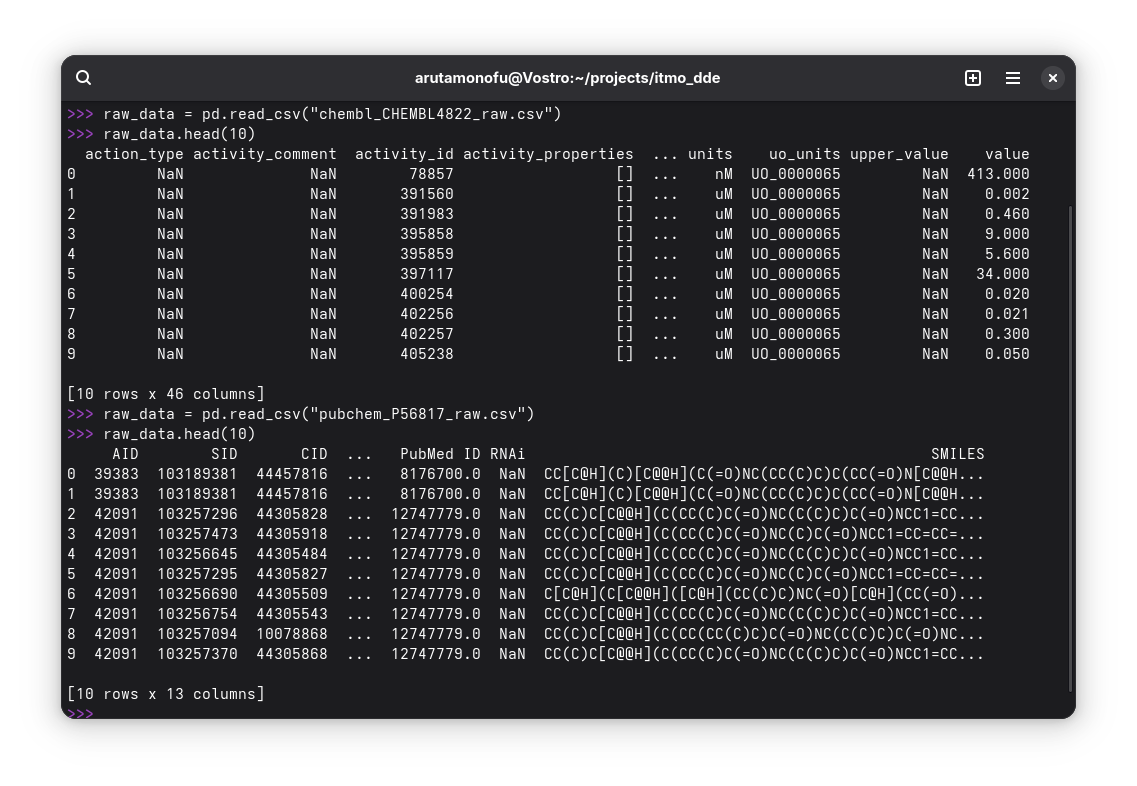 arutamonofu@Vostro:~/projects/itmo_dde
>>> raw_data = pd.read_csv("chembl_CHEMBL4822_raw.csv")
>>> raw_data.head(10)
  action_type activity_comment  activity_id activity_properties  ... units    uo_units upper_value    value
0         NaN              NaN        78857                  []  ...    nM  UO_0000065         NaN  413.000
1         NaN              NaN       391560                  []  ...    uM  UO_0000065         NaN    0.002
2         NaN              NaN       391983                  []  ...    uM  UO_0000065         NaN    0.460
3         NaN              NaN       395858                  []  ...    uM  UO_0000065         NaN    9.000
4         NaN              NaN       395859                  []  ...    uM  UO_0000065         NaN    5.600
5         NaN              NaN       397117                  []  ...    uM  UO_0000065         NaN   34.000
6         NaN              NaN       400254                  []  ...    uM  UO_0000065         NaN    0.020
7         NaN              NaN       402256                  []  ...    uM  UO_0000065         NaN    0.021
8         NaN              NaN       402257                  []  ...    uM  UO_0000065         NaN    0.300
9         NaN              NaN       405238                  []  ...    uM  UO_0000065         NaN    0.050
[10 rows x 46 columns]
>>> raw_data = pd.read_csv("pubchem_P56817_raw.csv")
>>> raw_data.head(10)
     AID        SID       CID  ...   PubMed ID RNAi                                             SMILES
0  39383  103189381  44457816  ...   8176700.0  NaN  CC[C@H](C)[C@@H](C(=O)NC(CC(C)C)C(CC(=O)N[C@@H...
1  39383  103189381  44457816  ...   8176700.0  NaN  CC[C@H](C)[C@@H](C(=O)NC(CC(C)C)C(CC(=O)N[C@@H...
2  42091  103257296  44305828  ...  12747779.0  NaN  CC(C)C[C@@H](C(CC(C)C(=O)NC(C(C)C)C(=O)NCC1=CC...
3  42091  103257473  44305918  ...  12747779.0  NaN  CC(C)C[C@@H](C(CC(C)C(=O)NC(C)C(=O)NCC1=CC=CC=...
4  42091  103256645  44305484  ...  12747779.0  NaN  CC(C)C[C@@H](C(CC(C)C(=O)NC(C(C)C)C(=O)NCC1=CC...
5  42091  103257295  44305827  ...  12747779.0  NaN  CC(C)C[C@@H](C(CC(C)C(=O)NC(C)C(=O)NCC1=CC=CC=...
6  42091  103256690  44305509  ...  12747779.0  NaN  C[C@H](C[C@@H]([C@H](CC(C)C)NC(=O)[C@H](CC(=O)...
7  42091  103256754  44305543  ...  12747779.0  NaN  CC(C)C[C@@H](C(CC(C)C(=O)NC(C(C)C)C(=O)NCC1=CC...
8  42091  103257094  10078868  ...  12747779.0  NaN  CC(C)C[C@@H](C(CC(CC(C)C)C(=O)NC(C(C)C)C(=O)NC...
9  42091  103257370  44305868  ...  12747779.0  NaN  CC(C)C[C@@H](C(CC(C)C(=O)NC(C(C)C)C(=O)NCC1=CC...
[10 rows x 13 columns]
>>>